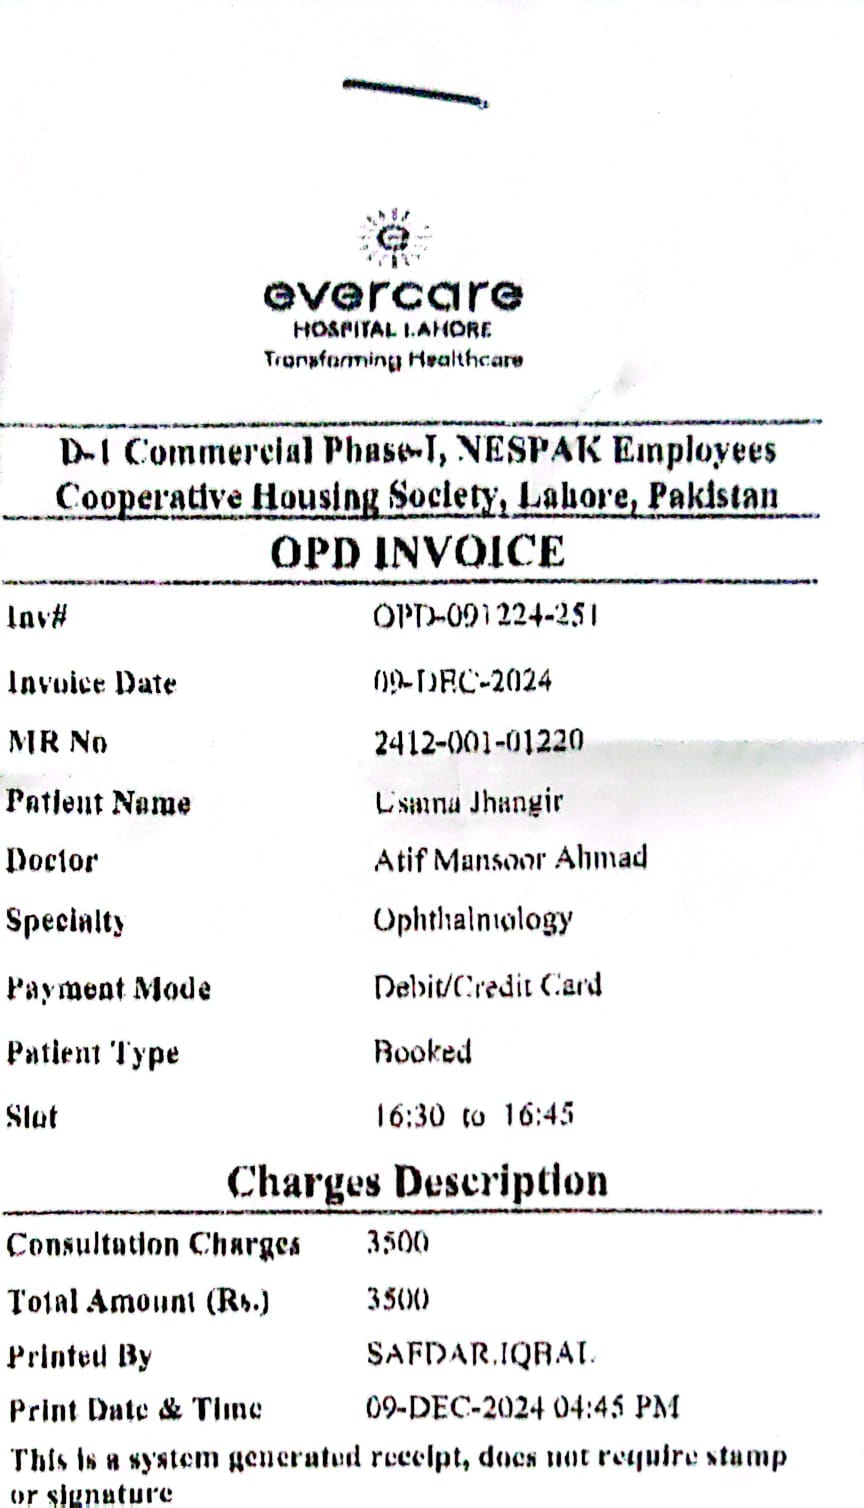 evercare
HOSPITAL LAHORE
Transforming Healthcare
D-1 Commercial Phase-I, NESPAK Employees
Cooperative Housing Society, Lahore, Pakistan
OPD INVOICE
Inv# OPD-091224-251
Invoice Date 09-DEC-2024
MR No 2412-001-01220
Patient Name Usama Jhangir
Doctor Atif Mansoor Ahmad
Specialty Ophthalmology
Payment Mode Debit/Credit Card
Patient Type Booked
Slot 16:30 to 16:45
Charges Description
Consultation Charges 3500
Total Amount (Rs.) 3500
Printed By SAFDAR.IQBAL
Print Date & Time 09-DEC-2024 04:45 PM
This is a system generated receipt, does not require stamp
or signature